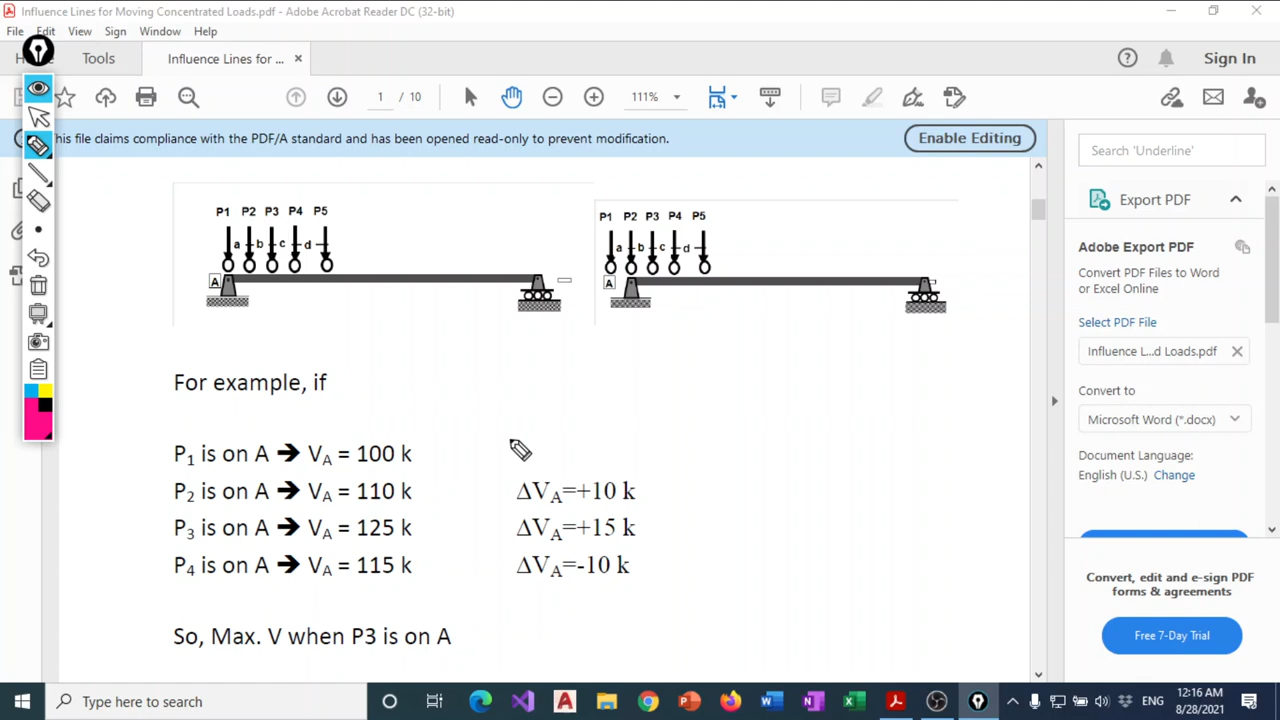 Influence Lines for Moving Concentrated Loads.pdf - Adobe Acrobat Reader DC (32-bit)
File Edit View Sign Window Help
Tools
Influence Lines for ...
Sign In
1 / 10
111%
This file claims compliance with the PDF/A standard and has been opened read-only to prevent modification.
Enable Editing
P1 P2 P3 P4 P5
a b c d
A
P1 P2 P3 P4 P5
a b c d
A
For example, if
P1 is on A ➔ VA = 100 k
P2 is on A ➔ VA = 110 k ΔVA=+10 k
P3 is on A ➔ VA = 125 k ΔVA=+15 k
P4 is on A ➔ VA = 115 k ΔVA=-10 k
So, Max. V when P3 is on A
Search 'Underline'
Export PDF
Adobe Export PDF
Convert PDF Files to Word
or Excel Online
Select PDF File
Influence L...d Loads.pdf
Convert to
Microsoft Word (*.docx)
Document Language:
English (U.S.) Change
Convert, edit and e-sign PDF
forms & agreements
Free 7-Day Trial
Type here to search
ENG
12:16 AM
8/28/2021